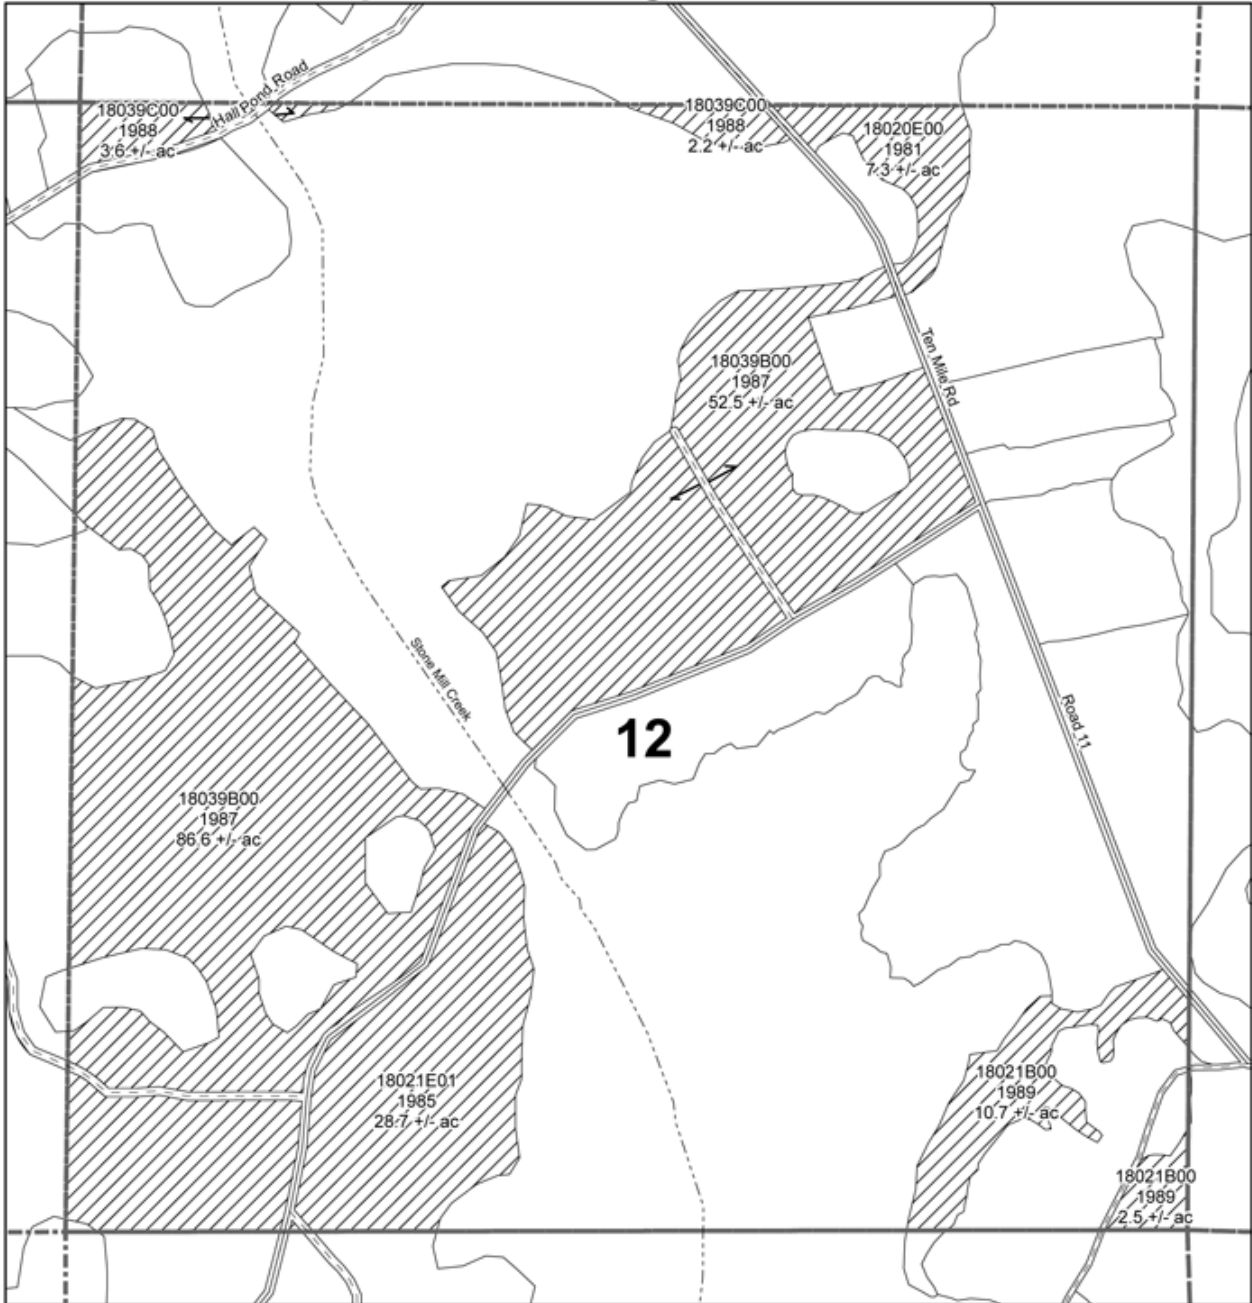 Hall Pond Road
18039C00
1988
3.6 +/- ac
18039C00
1988
2.2 +/- ac
18020E00
1981
7.3 +/- ac
Ten Mile Rd
18039B00
1987
52.5 +/- ac
Stone Mill Creek
12
Road 11
18039B00
1987
86.6 +/- ac
18021E01
1985
28.7 +/- ac
18021B00
1989
10.7 +/- ac
18021B00
1989
2.5 +/- ac